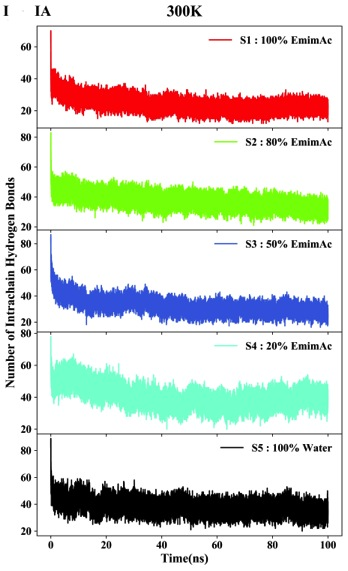 I IA 300K
S1 : 100% EmimAc
60
40
20
S2 : 80% EmimAc
80
60
40
20
S3 : 50% EmimAc
80
60
40
20
S4 : 20% EmimAc
80
60
40
20
S5 : 100% Water
80
60
40
20
Number of Intrachain Hydrogen Bonds
0 20 40 60 80 100
Time(ns)